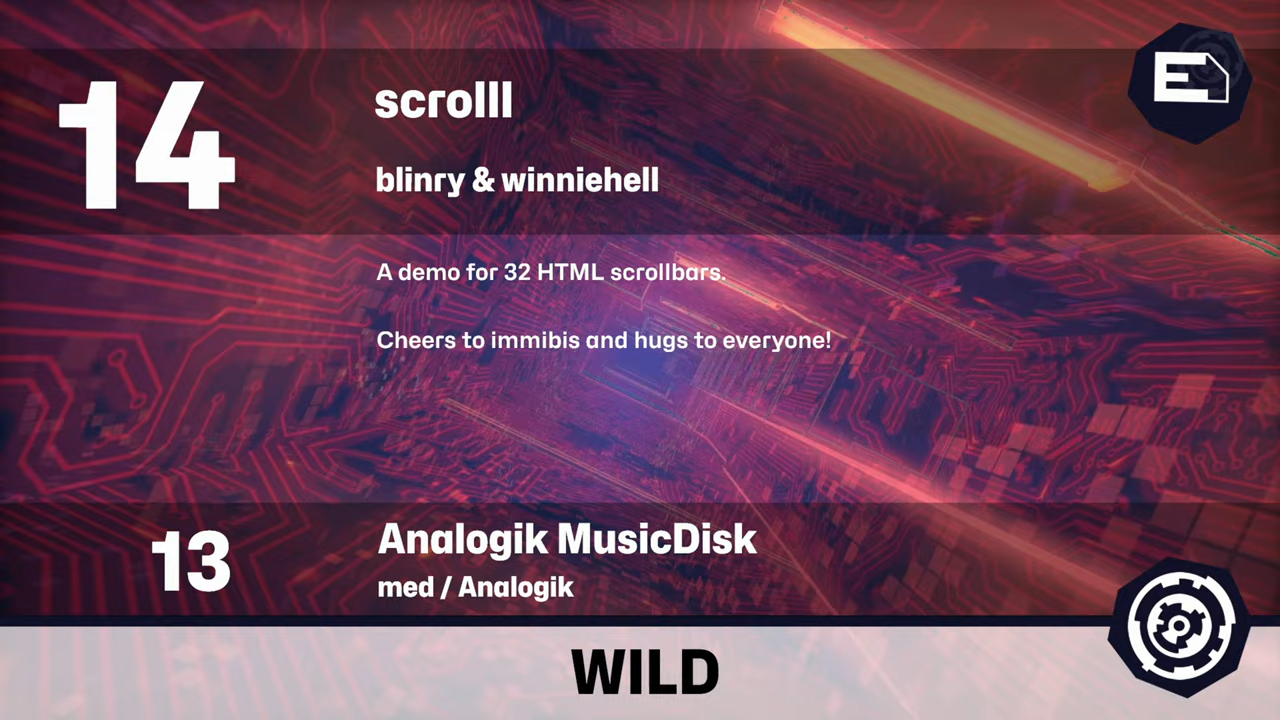 14
scrolll
blinry & winniehell
A demo for 32 HTML scrollbars.
Cheers to immibis and hugs to everyone!
13
Analogik MusicDisk
med / Analogik
WILD